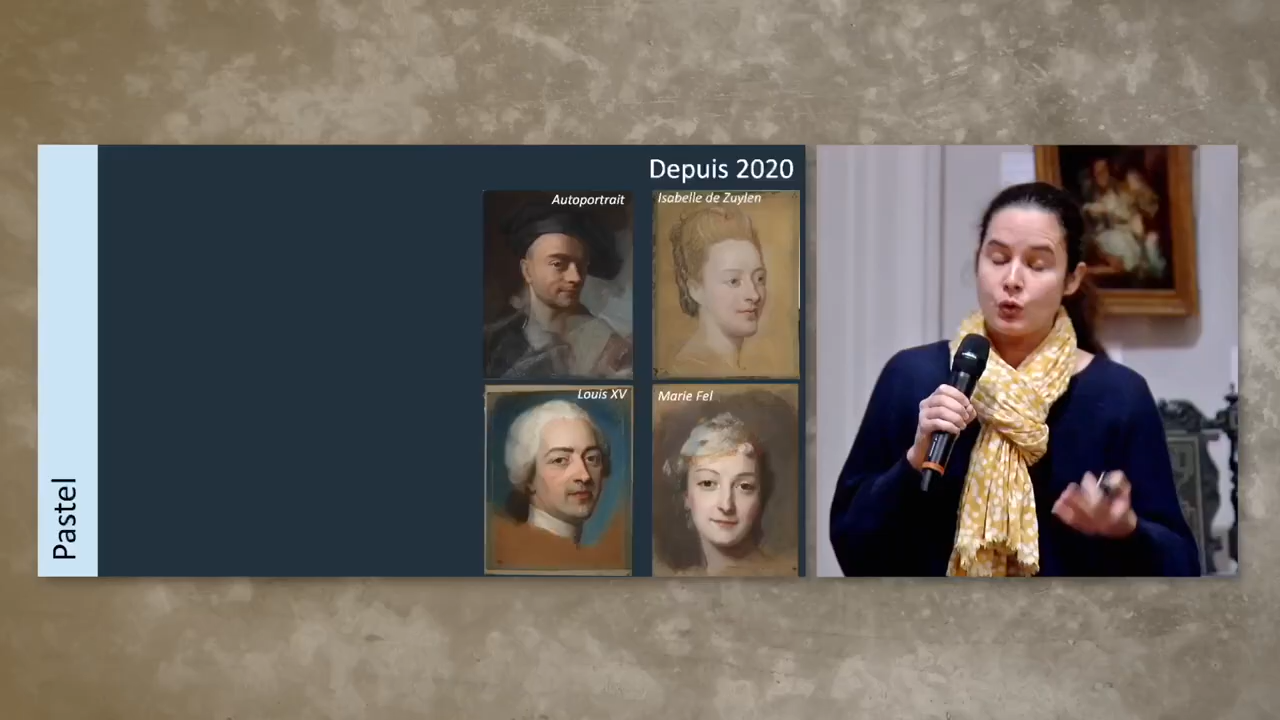 Pastel
Depuis 2020
Autoportrait
Isabelle de Zuylen
Louis XV
Marie Fel